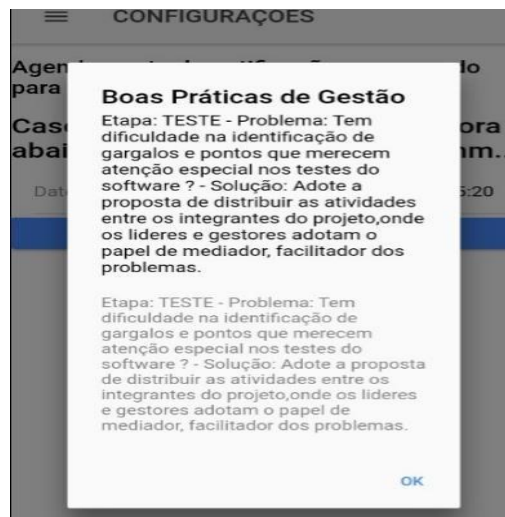 CONFIGURAÇOES
Agen
lo
para
Boas Práticas de Gestão
Cas
ora
abai
Etapa: TESTE - Problema: Tem
dificuldade na identificação de
gargalos e pontos que merecem
atenção especial nos testes do
software ? - Solução: Adote a
proposta de distribuir as atividades
entre os integrantes do projeto,onde
os lideres e gestores adotam o
papel de mediador, facilitador dos
problemas.
Dat
5:20
Etapa: TESTE - Problema: Tem
dificuldade na identificação de
gargalos e pontos que merecem
atenção especial nos testes do
software ? - Solução: Adote a proposta
de distribuir as atividades entre os
integrantes do projeto,onde os lideres
e gestores adotam o papel de
mediador, facilitador dos problemas.
OK